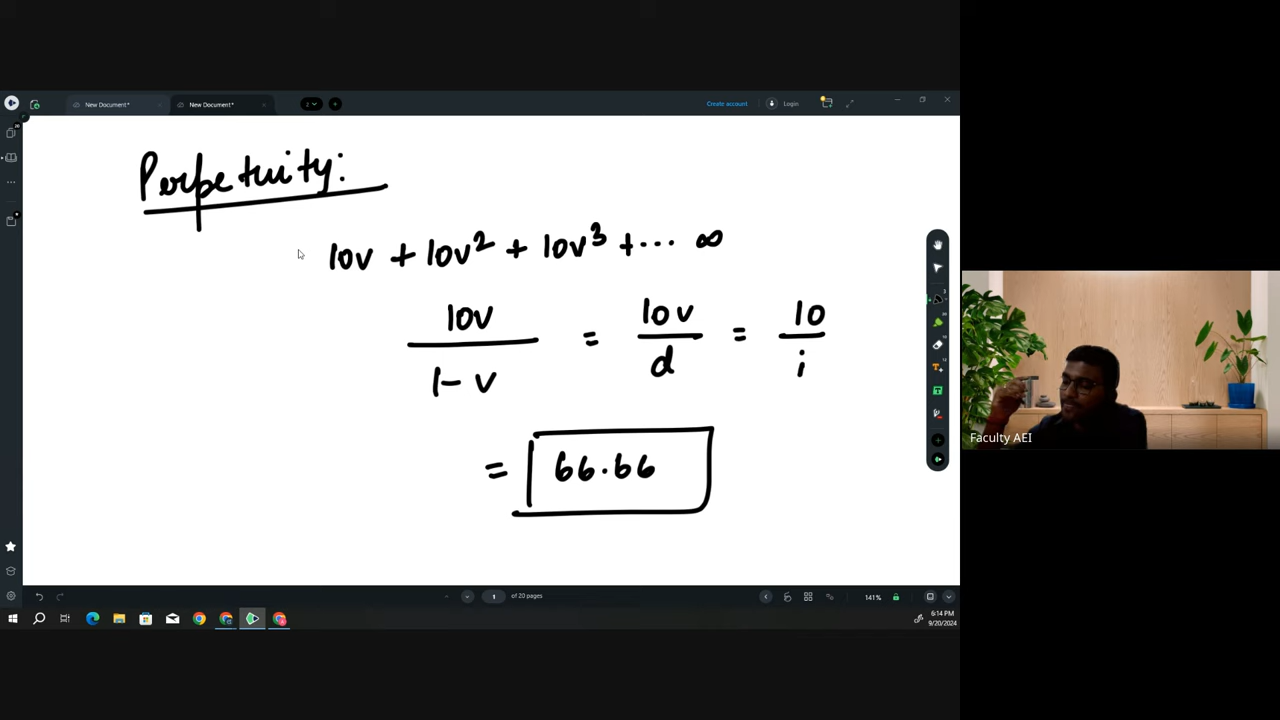 New Document*
New Document*
2
Create account
Login
Perpetuity:
10v + 10v² + 10v³ + ... ∞
10v / 1 - v = 10v / d = 10 / i
= 66.66
Faculty AEI
1 of 20 pages
141%
6:14 PM
9/20/2024